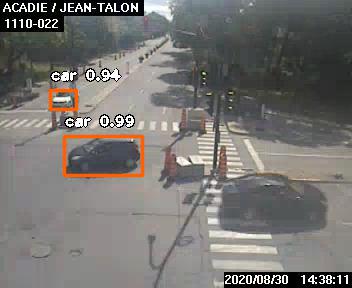 ACADIE / JEAN-TALON
1110-022
car 0.94
car 0.99
2020/08/30 14:38:11